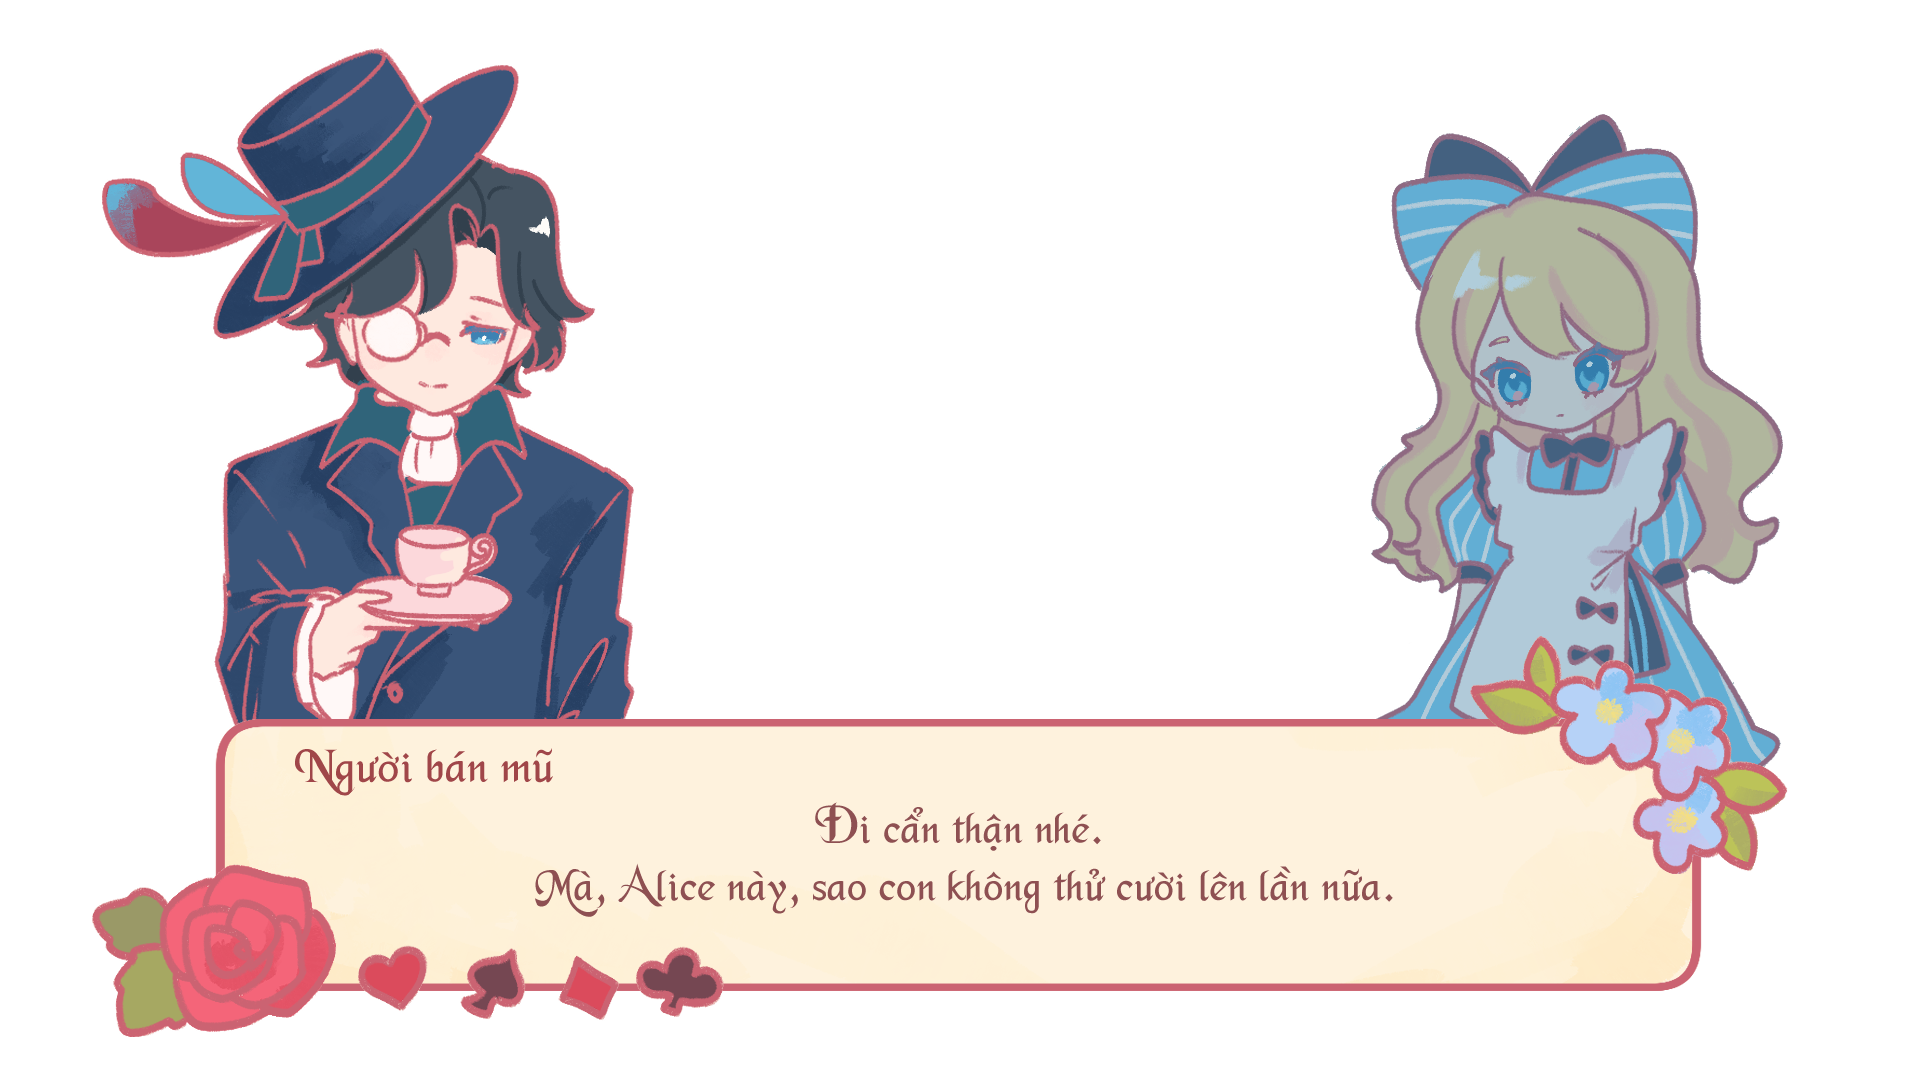 Người bán mũ
Đi cẩn thận nhé.
Mà, Alice này, sao con không thử cười lên lần nữa.